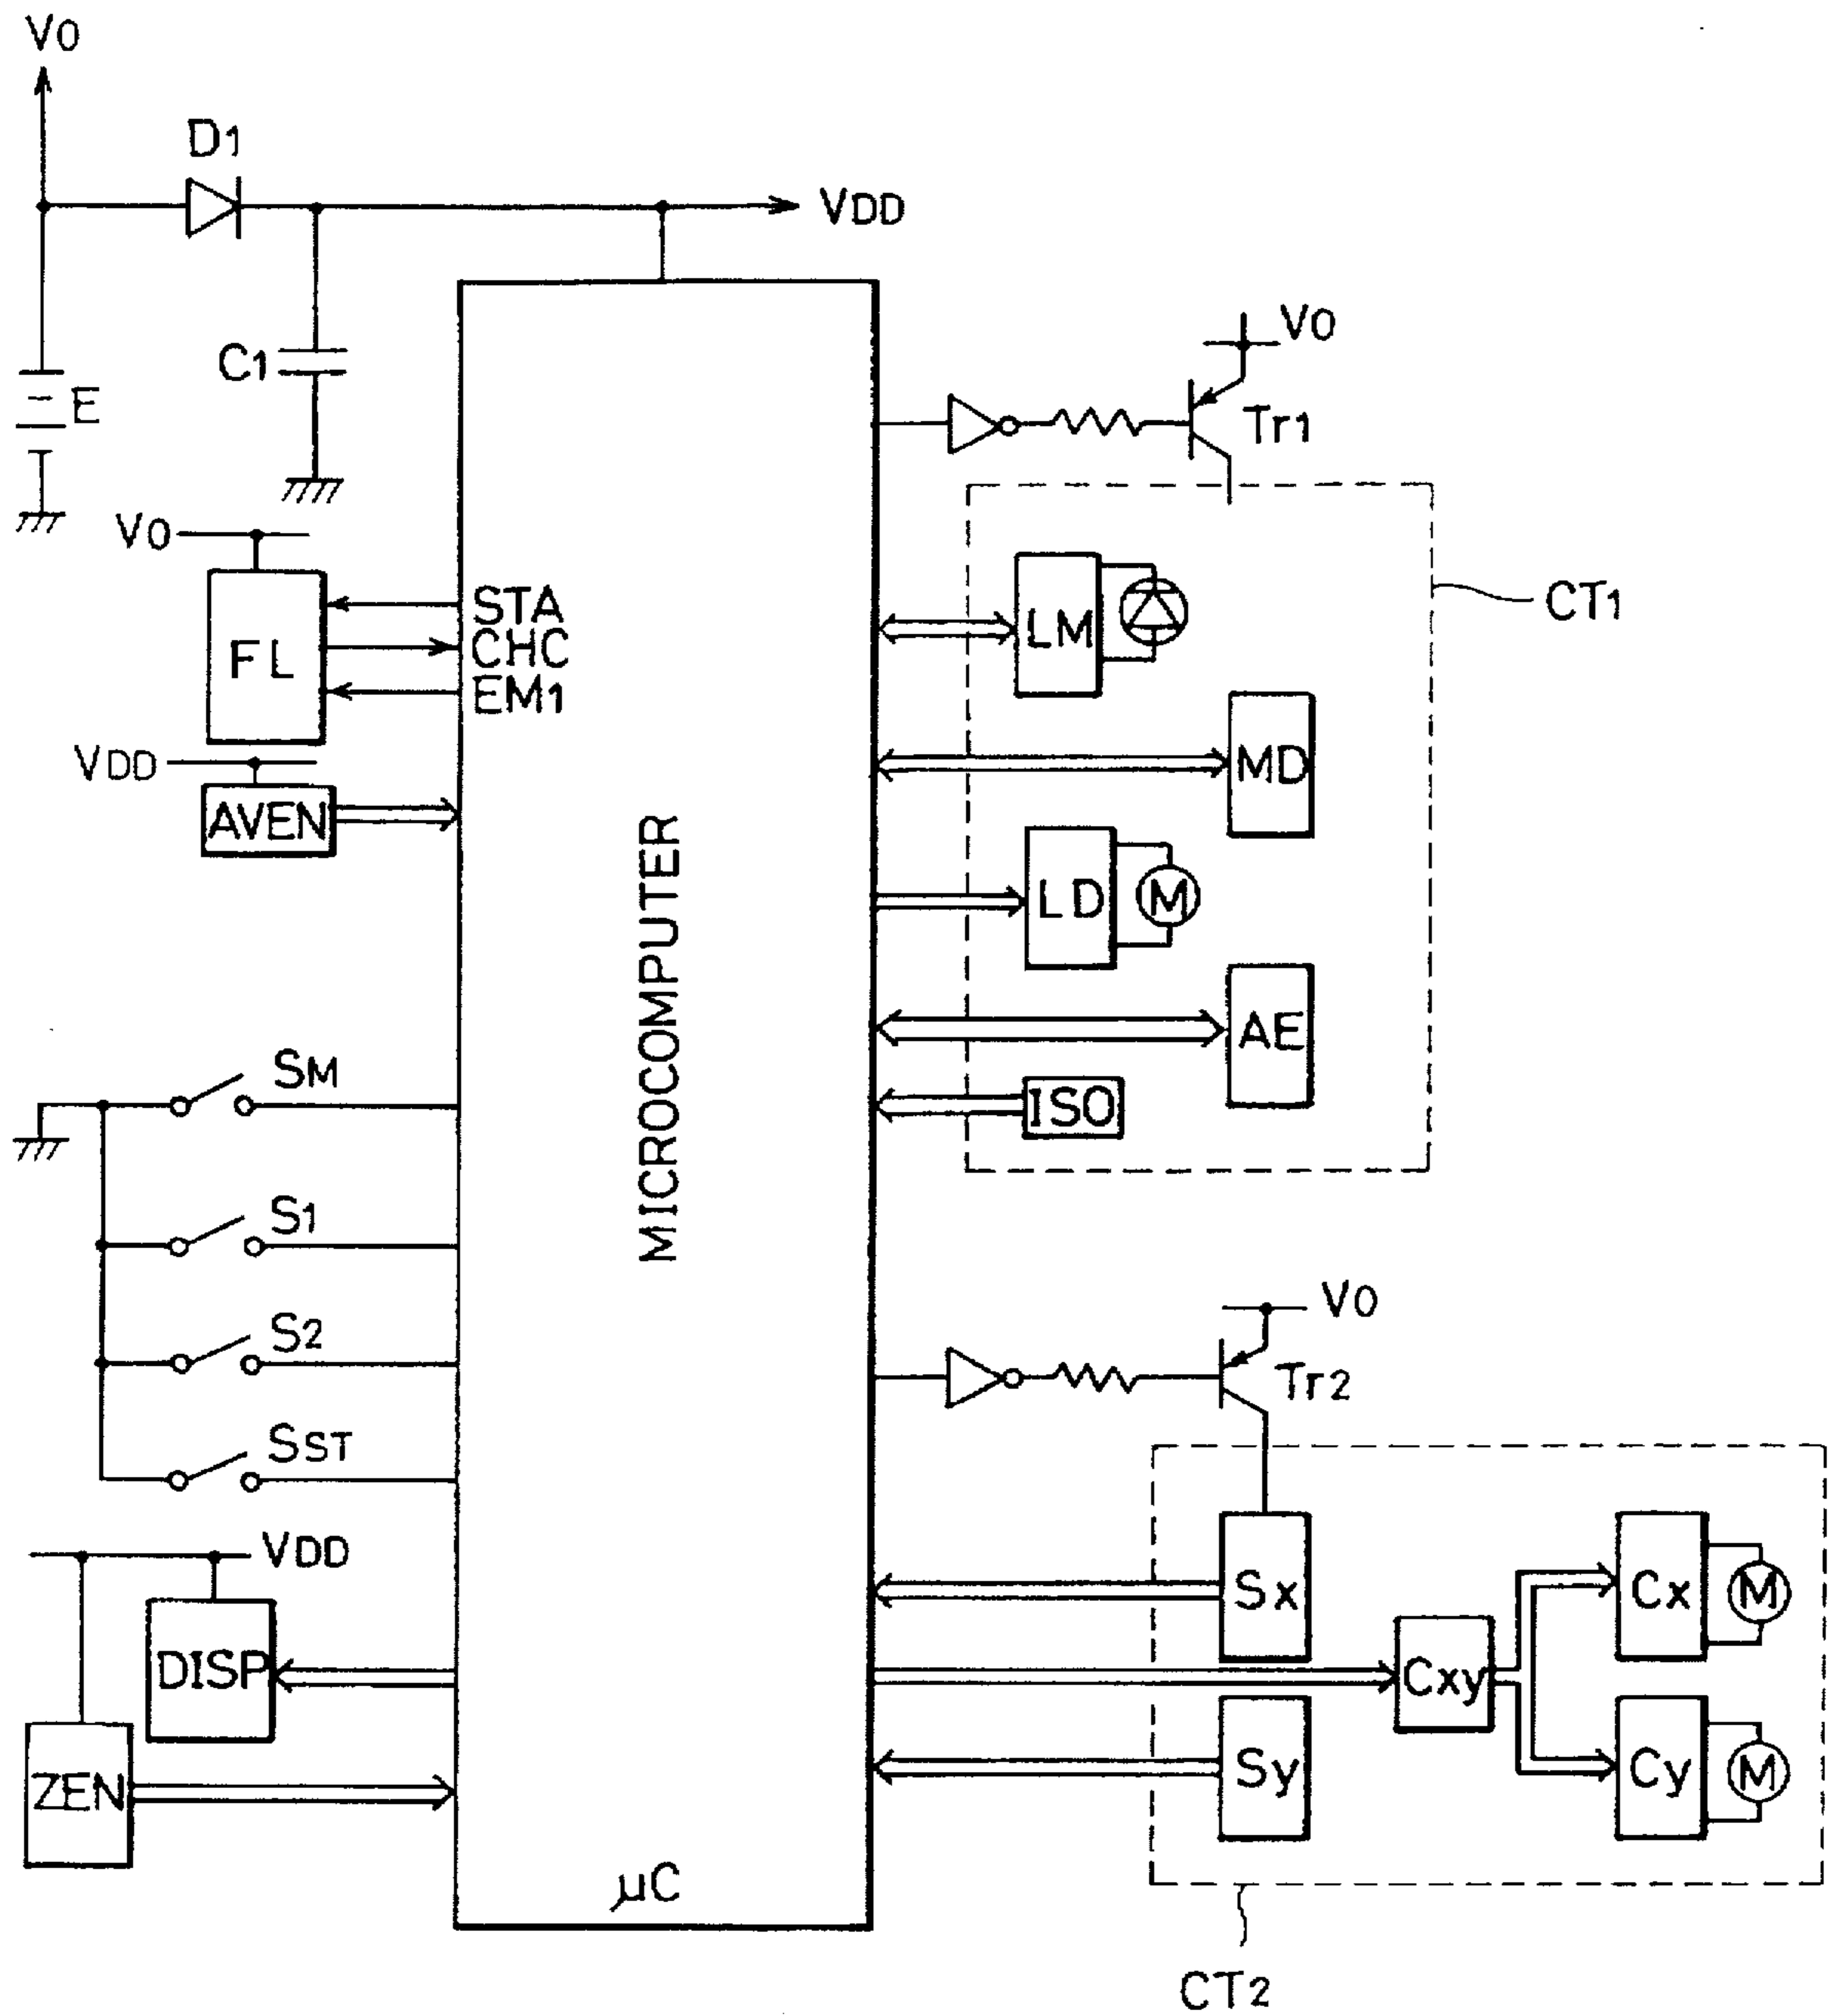 V0
D1
VDD
C1
E
V0
Tr1
V0
FL
STA
CHC
EM1
VDD
AVEN
MICROCOMPUTER
LM
CT1
MD
LD
M
AE
ISO
SM
S1
S2
SST
V0
Tr2
VDD
DISP
ZEN
Sx
Cxy
Cx
M
Sy
Cy
M
µC
CT2